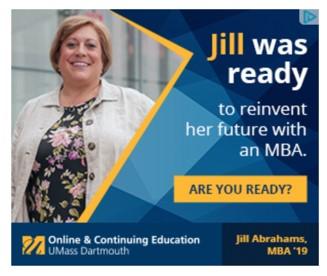 Jill was
ready
to reinvent
her future with
an MBA.
ARE YOU READY?
Online & Continuing Education
UMass Dartmouth
Jill Abrahams,
MBA '19